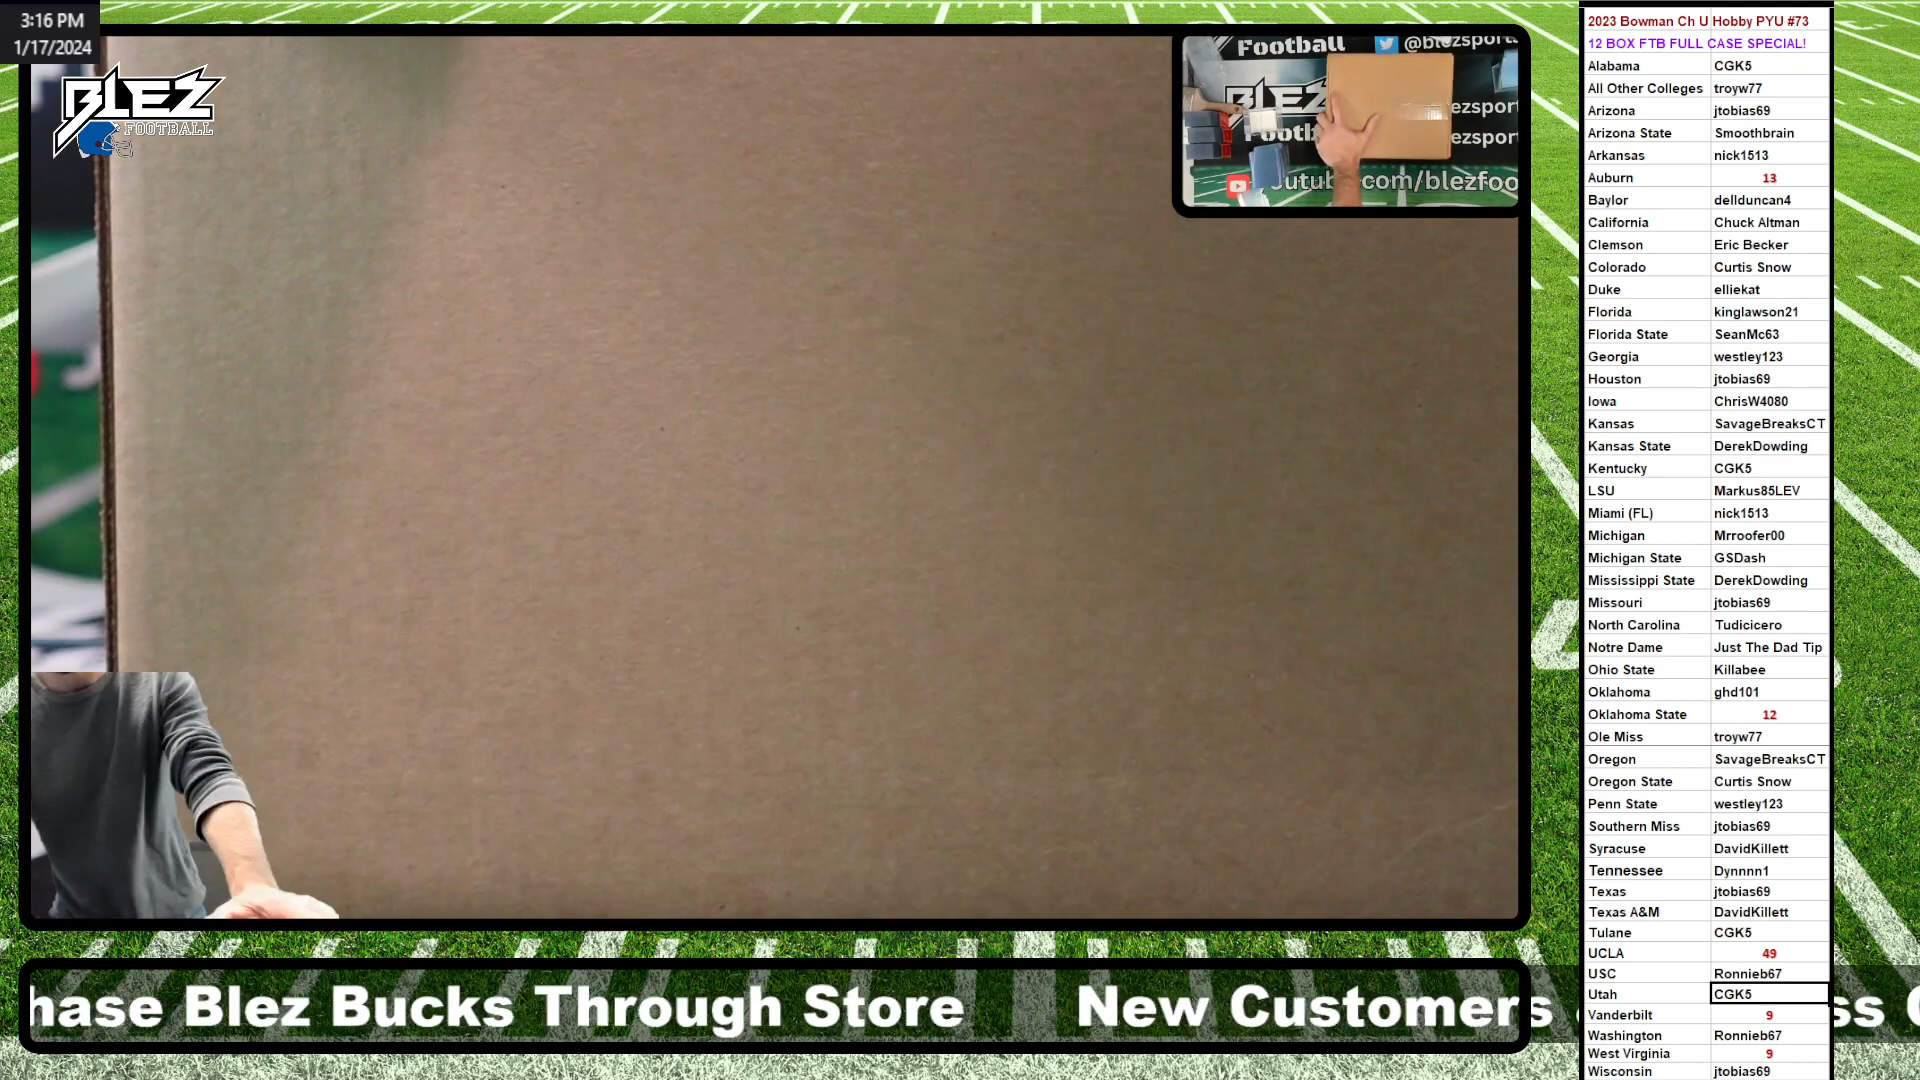 3:16 PM
1/17/2024
BLEZ
FOOTBALL
Football
@blezsports
BLEZ
ezsport
Footb
ezsport
outub
com/blezfoo
2023 Bowman Ch U Hobby PYU #73
12 BOX FTB FULL CASE SPECIAL!
Alabama CGK5
All Other Colleges troyw77
Arizona jtobias69
Arizona State Smoothbrain
Arkansas nick1513
Auburn 13
Baylor dellduncan4
California Chuck Altman
Clemson Eric Becker
Colorado Curtis Snow
Duke elliekat
Florida kinglawson21
Florida State SeanMc63
Georgia westley123
Houston jtobias69
Iowa ChrisW4080
Kansas SavageBreaksCT
Kansas State DerekDowding
Kentucky CGK5
LSU Markus85LEV
Miami (FL) nick1513
Michigan Mrroofer00
Michigan State GSDash
Mississippi State DerekDowding
Missouri jtobias69
North Carolina Tudicicero
Notre Dame Just The Dad Tip
Ohio State Killabee
Oklahoma ghd101
Oklahoma State 12
Ole Miss troyw77
Oregon SavageBreaksCT
Oregon State Curtis Snow
Penn State westley123
Southern Miss jtobias69
Syracuse DavidKillett
Tennessee Dynnnn1
Texas jtobias69
Texas A&M DavidKillett
Tulane CGK5
UCLA 49
USC Ronnieb67
Utah CGK5
Vanderbilt 9
Washington Ronnieb67
West Virginia 9
Wisconsin jtobias69
hase Blez Bucks Through Store New Customers